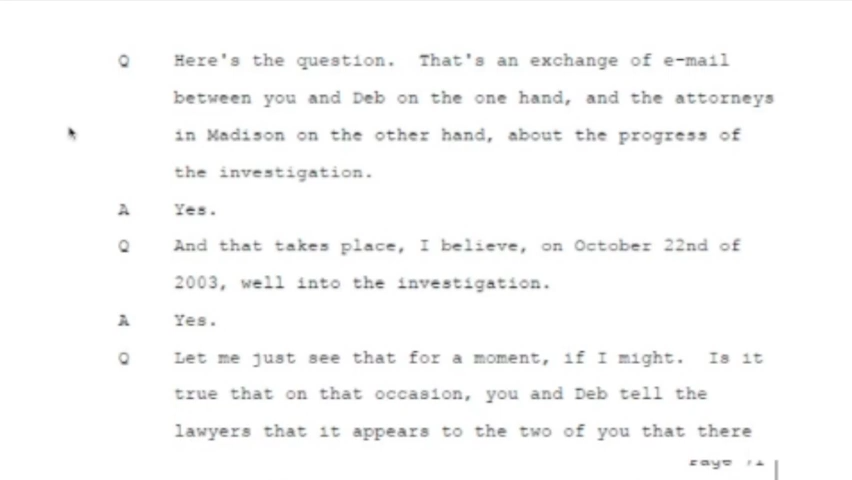 Q Here's the question. That's an exchange of e-mail
between you and Deb on the one hand, and the attorneys
in Madison on the other hand, about the progress of
the investigation.
A Yes.
Q And that takes place, I believe, on October 22nd of
2003, well into the investigation.
A Yes.
Q Let me just see that for a moment, if I might. Is it
true that on that occasion, you and Deb tell the
lawyers that it appears to the two of you that there
Page